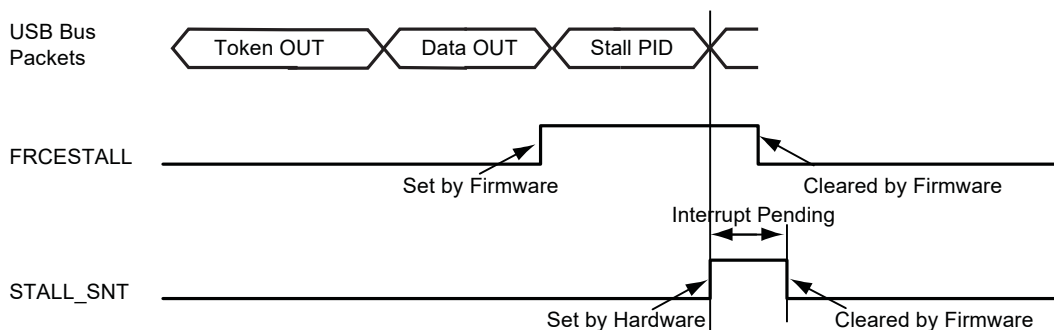 USB Bus
Packets
Token OUT
Data OUT
Stall PID
FRCESTALL
Set by Firmware
Cleared by Firmware
Interrupt Pending
STALL_SNT
Set by Hardware
Cleared by Firmware